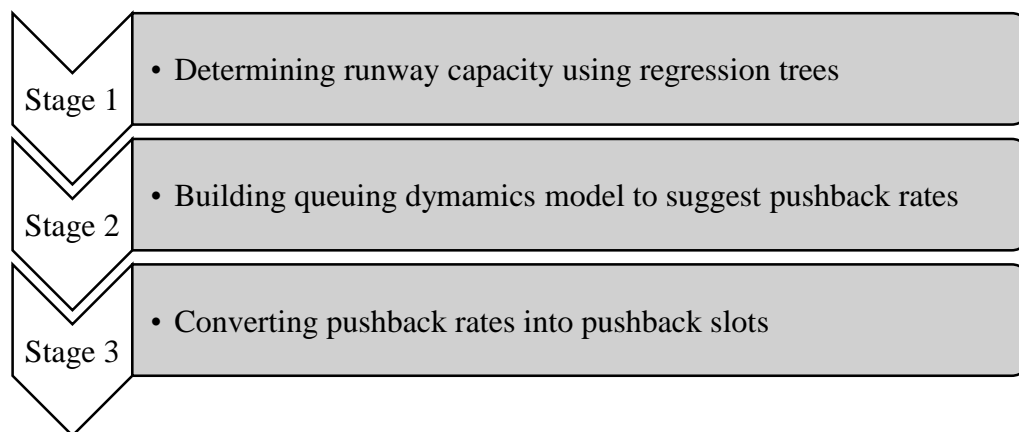 Stage 1
• Determining runway capacity using regression trees
Stage 2
• Building queuing dymamics model to suggest pushback rates
Stage 3
• Converting pushback rates into pushback slots